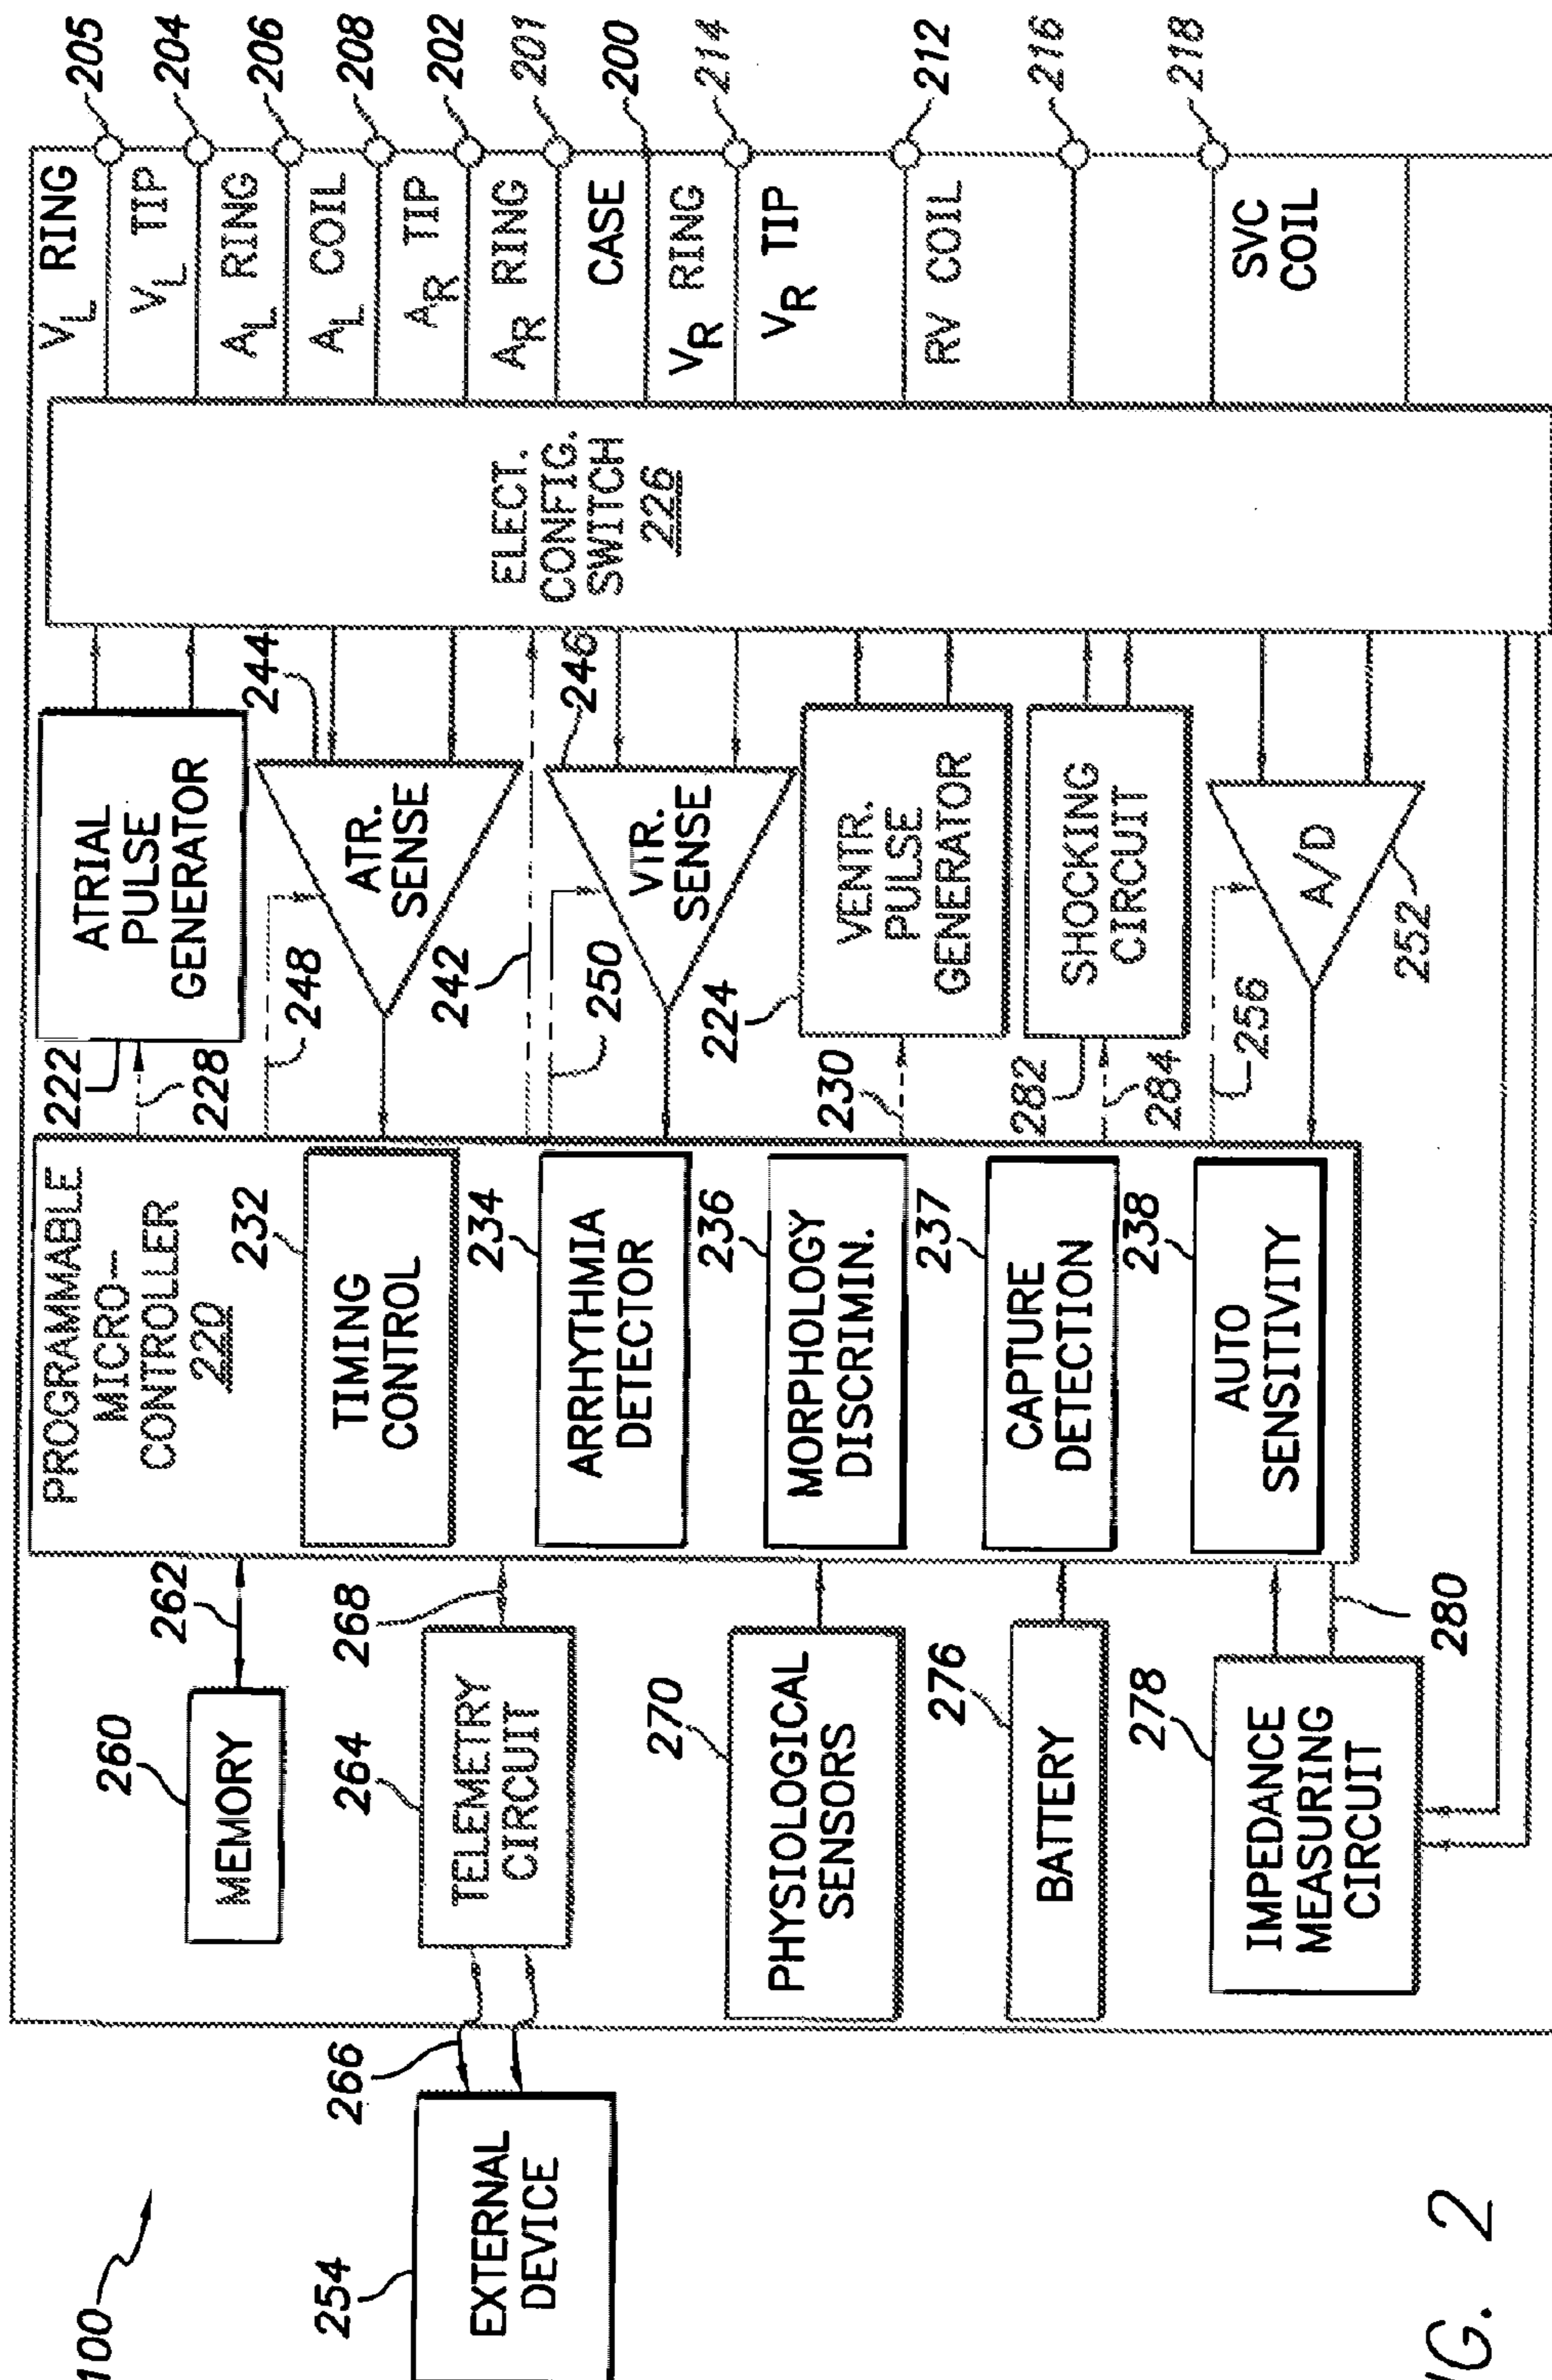 100
254
EXTERNAL
DEVICE
266
260
MEMORY
262
264
TELEMETRY
CIRCUIT
268
270
PHYSIOLOGICAL
SENSORS
276
BATTERY
278
IMPEDANCE
MEASURING
CIRCUIT
280
PROGRAMMABLE
MICRO-
CONTROLLER
220
232
TIMING
CONTROL
234
ARRHYTHMIA
DETECTOR
236
MORPHOLOGY
DISCRIMIN.
237
CAPTURE
DETECTION
238
AUTO
SENSITIVITY
222
228
ATRIAL
PULSE
GENERATOR
244
248
ATR.
SENSE
242
246
250
VTR.
SENSE
224
230
VENTR.
PULSE
GENERATOR
282
284
SHOCKING
CIRCUIT
256
A/D
252
ELECT.
CONFIG.
SWITCH
226
VL RING
205
VL TIP
204
AL RING
206
AL COIL
208
AR TIP
202
AR RING
201
CASE
200
VR RING
214
VR TIP
212
RV COIL
216
218
SVC
COIL
IG. 2